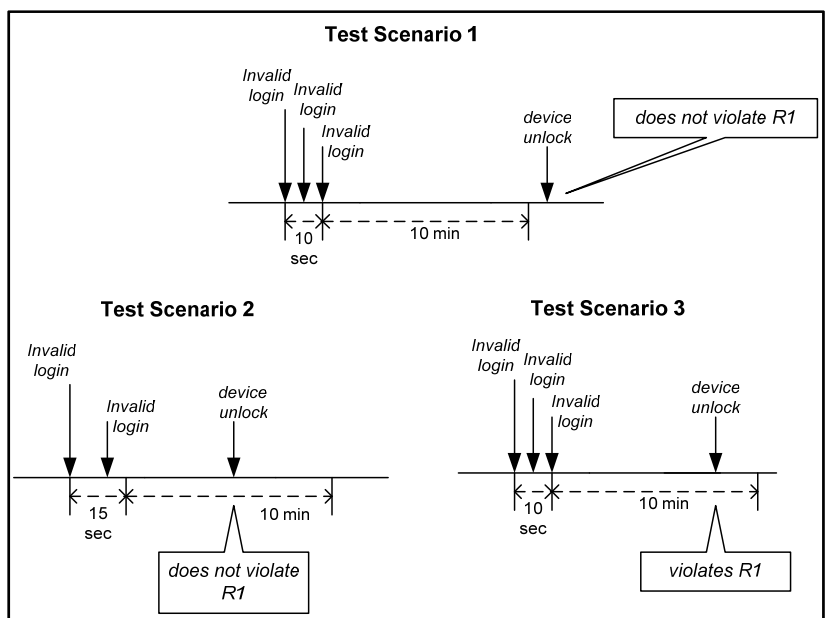 Test Scenario 1
Invalid
login
Invalid
login
Invalid
login
device
unlock
does not violate R1
10
sec
10 min
Test Scenario 2
Invalid
login
Invalid
login
device
unlock
15
sec
10 min
does not violate
R1
Test Scenario 3
Invalid
login
Invalid
login
Invalid
login
device
unlock
10
sec
10 min
violates R1